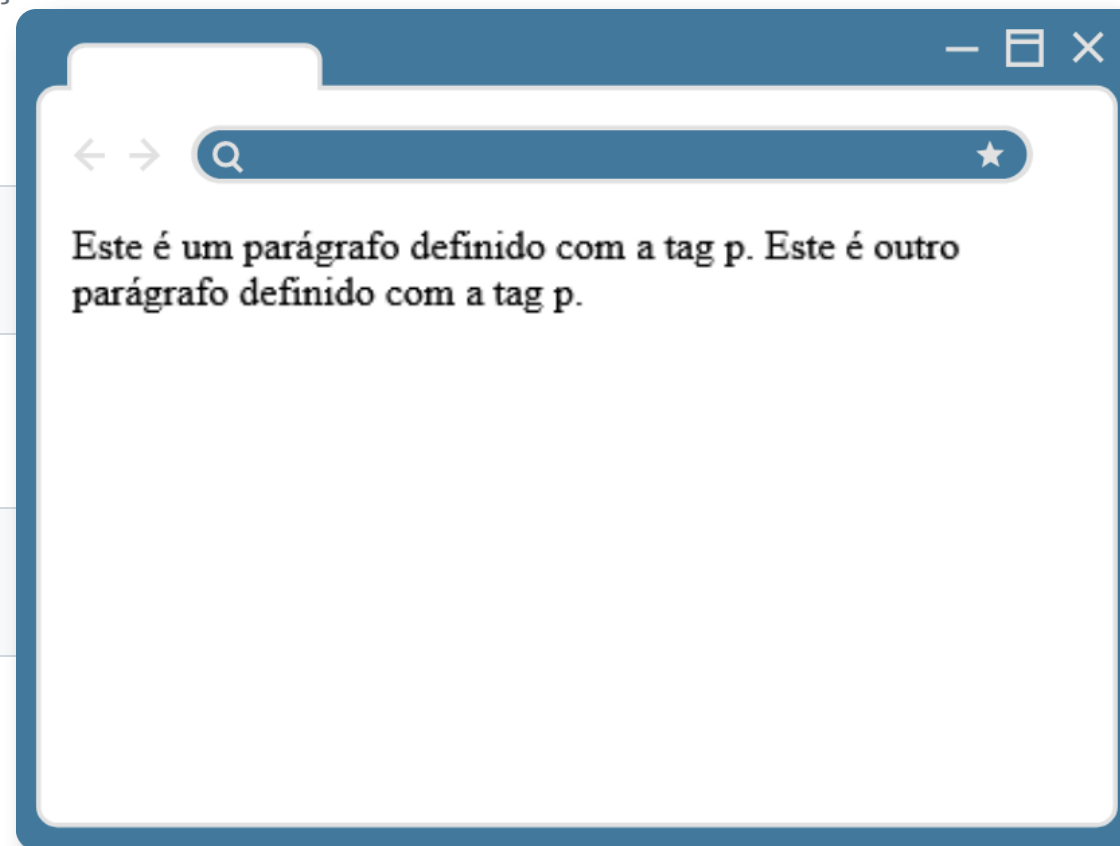 Este é um parágrafo definido com a tag p. Este é outro
parágrafo definido com a tag p.